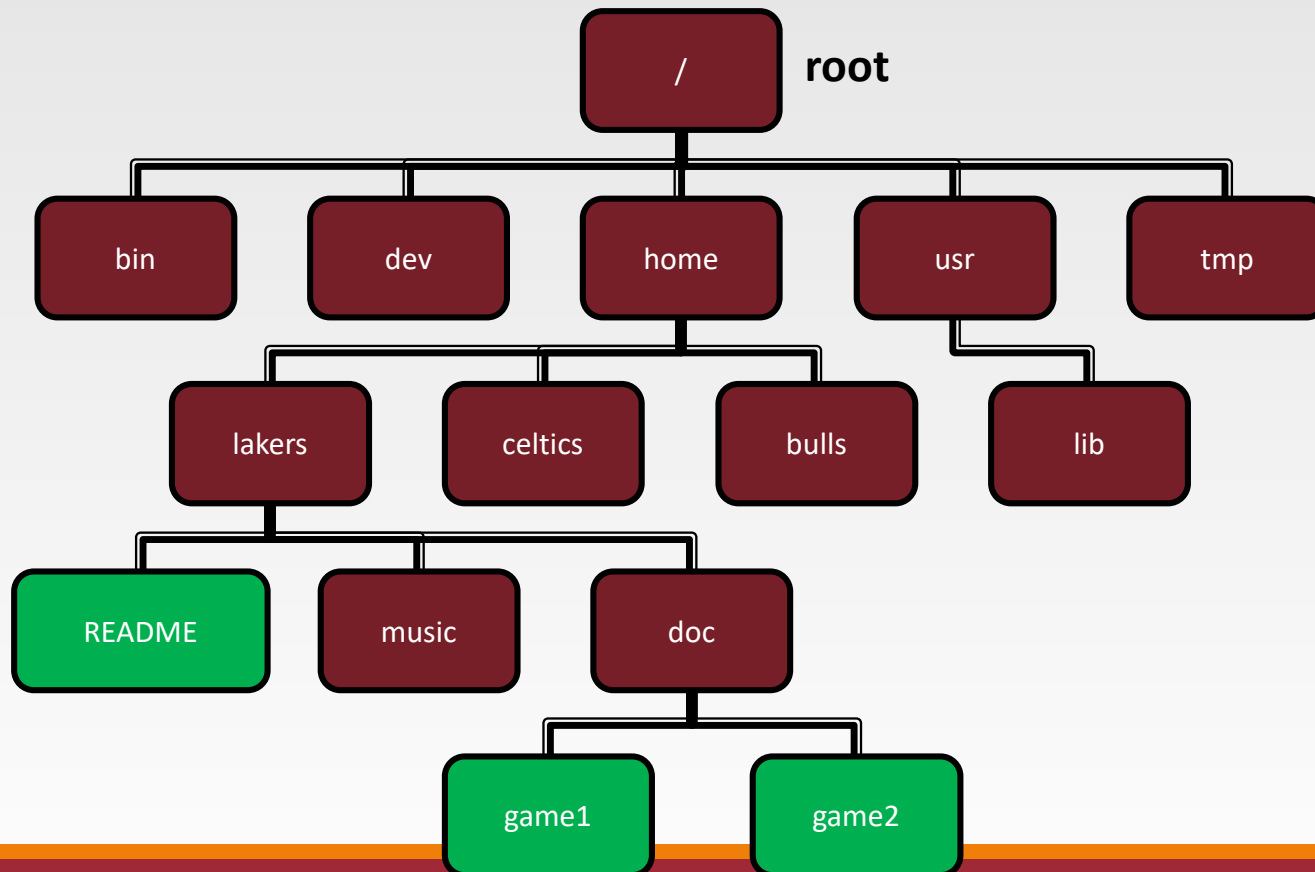 /
root
bin
dev
home
usr
tmp
lakers
celtics
bulls
lib
README
music
doc
game1
game2